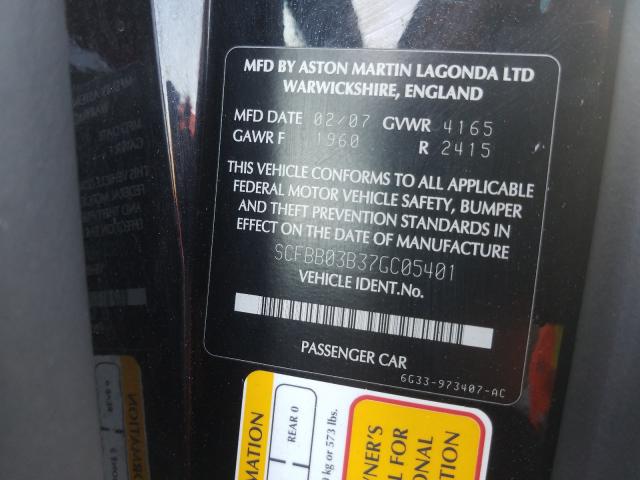 MFD BY ASTON MARTIN LAGONDA LTD
WARWICKSHIRE, ENGLAND
MFD DATE 02/07 GVWR 4165
GAWR F 1960 R 2415
THIS VEHICLE CONFORMS TO ALL APPLICABLE
FEDERAL MOTOR VEHICLE SAFETY, BUMPER
AND THEFT PREVENTION STANDARDS IN
EFFECT ON THE DATE OF MANUFACTURE
SCFBB03B37GC05401
VEHICLE IDENT.No.
PASSENGER CAR
6G33-973407-AC
REAR 0
kg or 573 lbs.
FOR